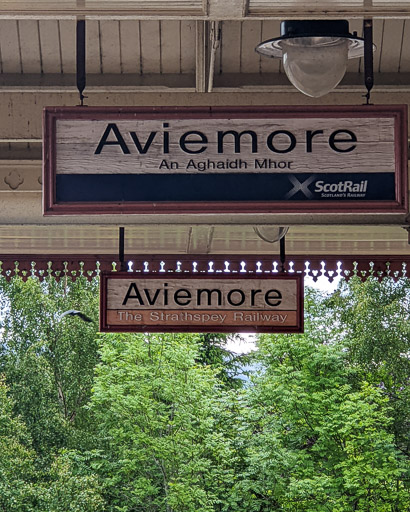 Aviemore
An Aghaidh Mhor
ScotRail
SCOTLAND'S RAILWAY
Aviemore
The Strathspey Railway